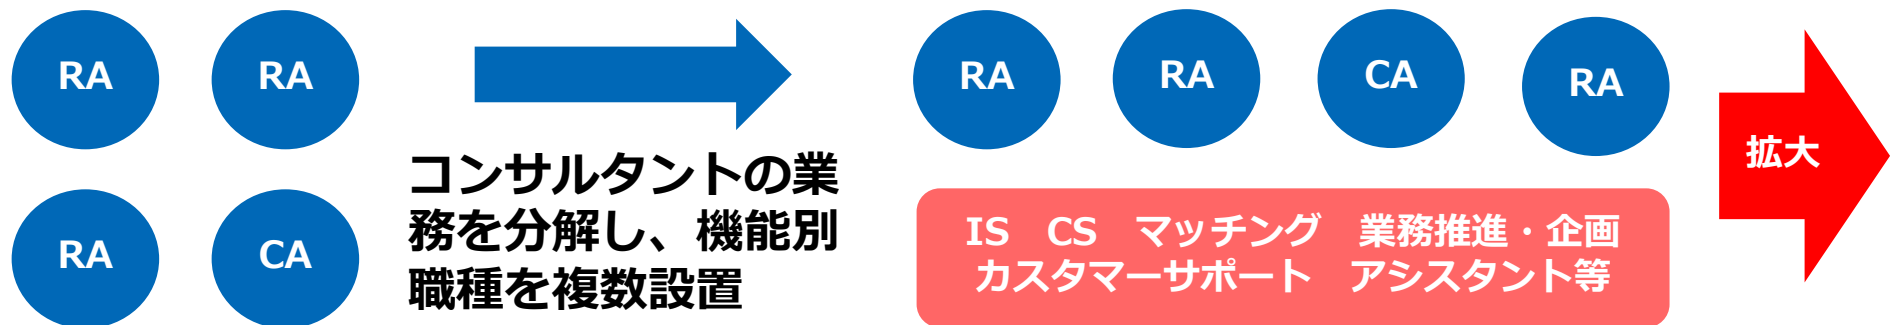 RA RA
RA CA
コンサルタントの業
務を分解し、機能別
職種を複数設置
RA RA CA RA
IS CS マッチング 業務推進・企画
カスタマーサポート アシスタント等
拡大